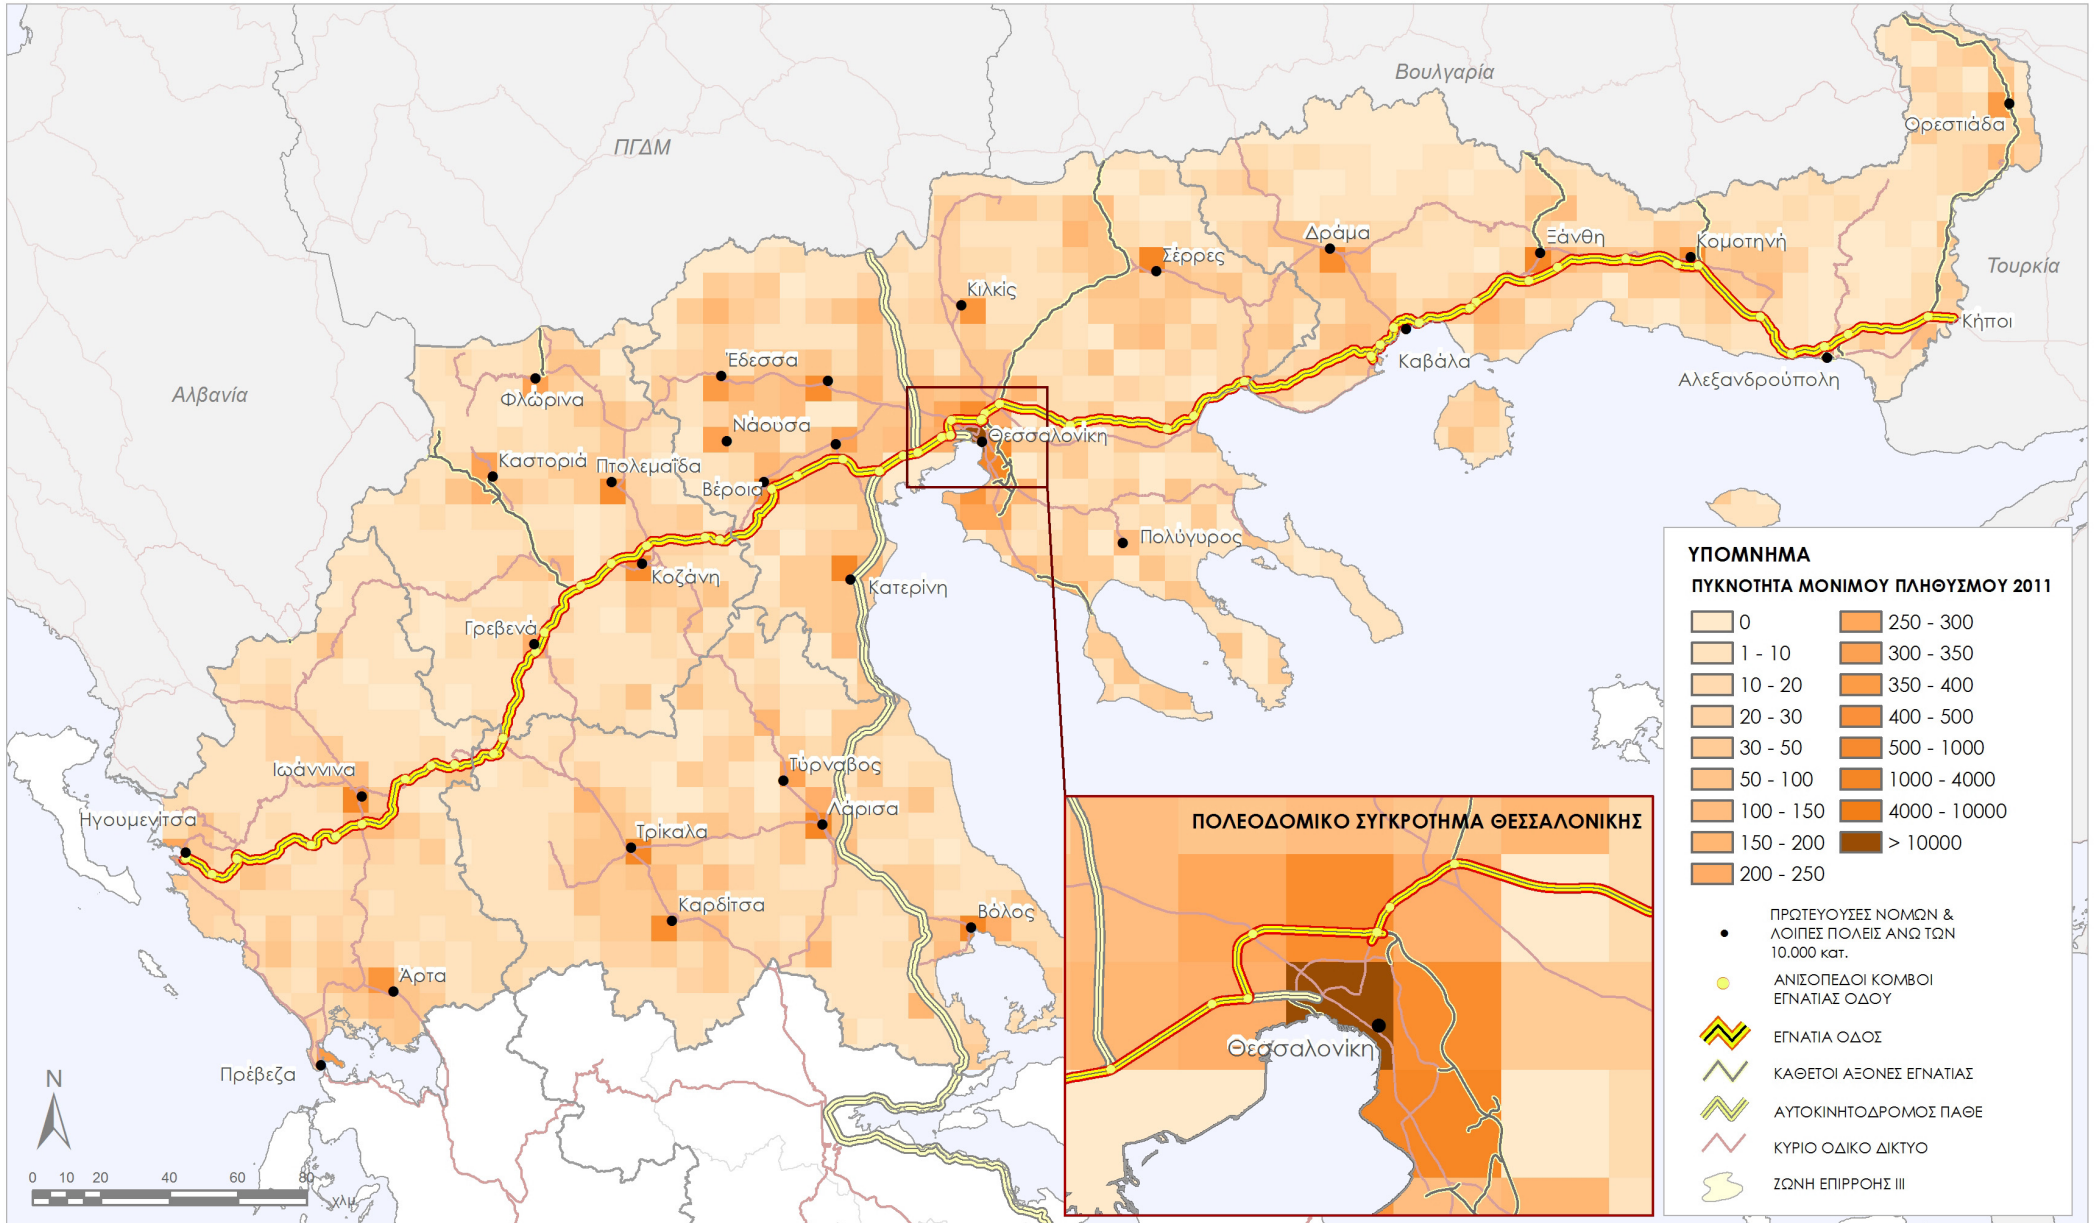 Βουλγαρία
ΠΓΔΜ
Ορεστιάδα
Τουρκία
Αλβανία
Δράμα
Ξάνθη
Κομοτηνή
Σέρρες
Κιλκίς
Κήποι
Καβάλα
Αλεξανδρούπολη
Έδεσσα
Φλώρινα
Νάουσα
Θεσσαλονίκη
Καστοριά
Πτολεμαΐδα
Βέροια
Πολύγυρος
Κοζάνη
Κατερίνη
Γρεβενά
Τύρναβος
Ιωάννινα
Λάρισα
Ηγουμενίτσα
Τρίκαλα
Καρδίτσα
Βόλος
Άρτα
Πρέβεζα
N
0 10 20 40 60 80
χλμ
ΠΟΛΕΟΔΟΜΙΚΟ ΣΥΓΚΡΟΤΗΜΑ ΘΕΣΣΑΛΟΝΙΚΗΣ
Θεσσαλονίκη
ΥΠΟΜΝΗΜΑ
ΠΥΚΝΟΤΗΤΑ ΜΟΝΙΜΟΥ ΠΛΗΘΥΣΜΟΥ 2011
0
1 - 10
10 - 20
20 - 30
30 - 50
50 - 100
100 - 150
150 - 200
200 - 250
250 - 300
300 - 350
350 - 400
400 - 500
500 - 1000
1000 - 4000
4000 - 10000
> 10000
ΠΡΩΤΕΥΟΥΣΕΣ ΝΟΜΩΝ &
ΛΟΙΠΕΣ ΠΟΛΕΙΣ ΑΝΩ ΤΩΝ
10.000 κατ.
ΑΝΙΣΟΠΕΔΟΙ ΚΟΜΒΟΙ
ΕΓΝΑΤΙΑΣ ΟΔΟΥ
ΕΓΝΑΤΙΑ ΟΔΟΣ
ΚΑΘΕΤΟΙ ΑΞΟΝΕΣ ΕΓΝΑΤΙΑΣ
ΑΥΤΟΚΙΝΗΤΟΔΡΟΜΟΣ ΠΑΘΕ
ΚΥΡΙΟ ΟΔΙΚΟ ΔΙΚΤΥΟ
ΖΩΝΗ ΕΠΙΡΡΟΗΣ ΙΙΙ